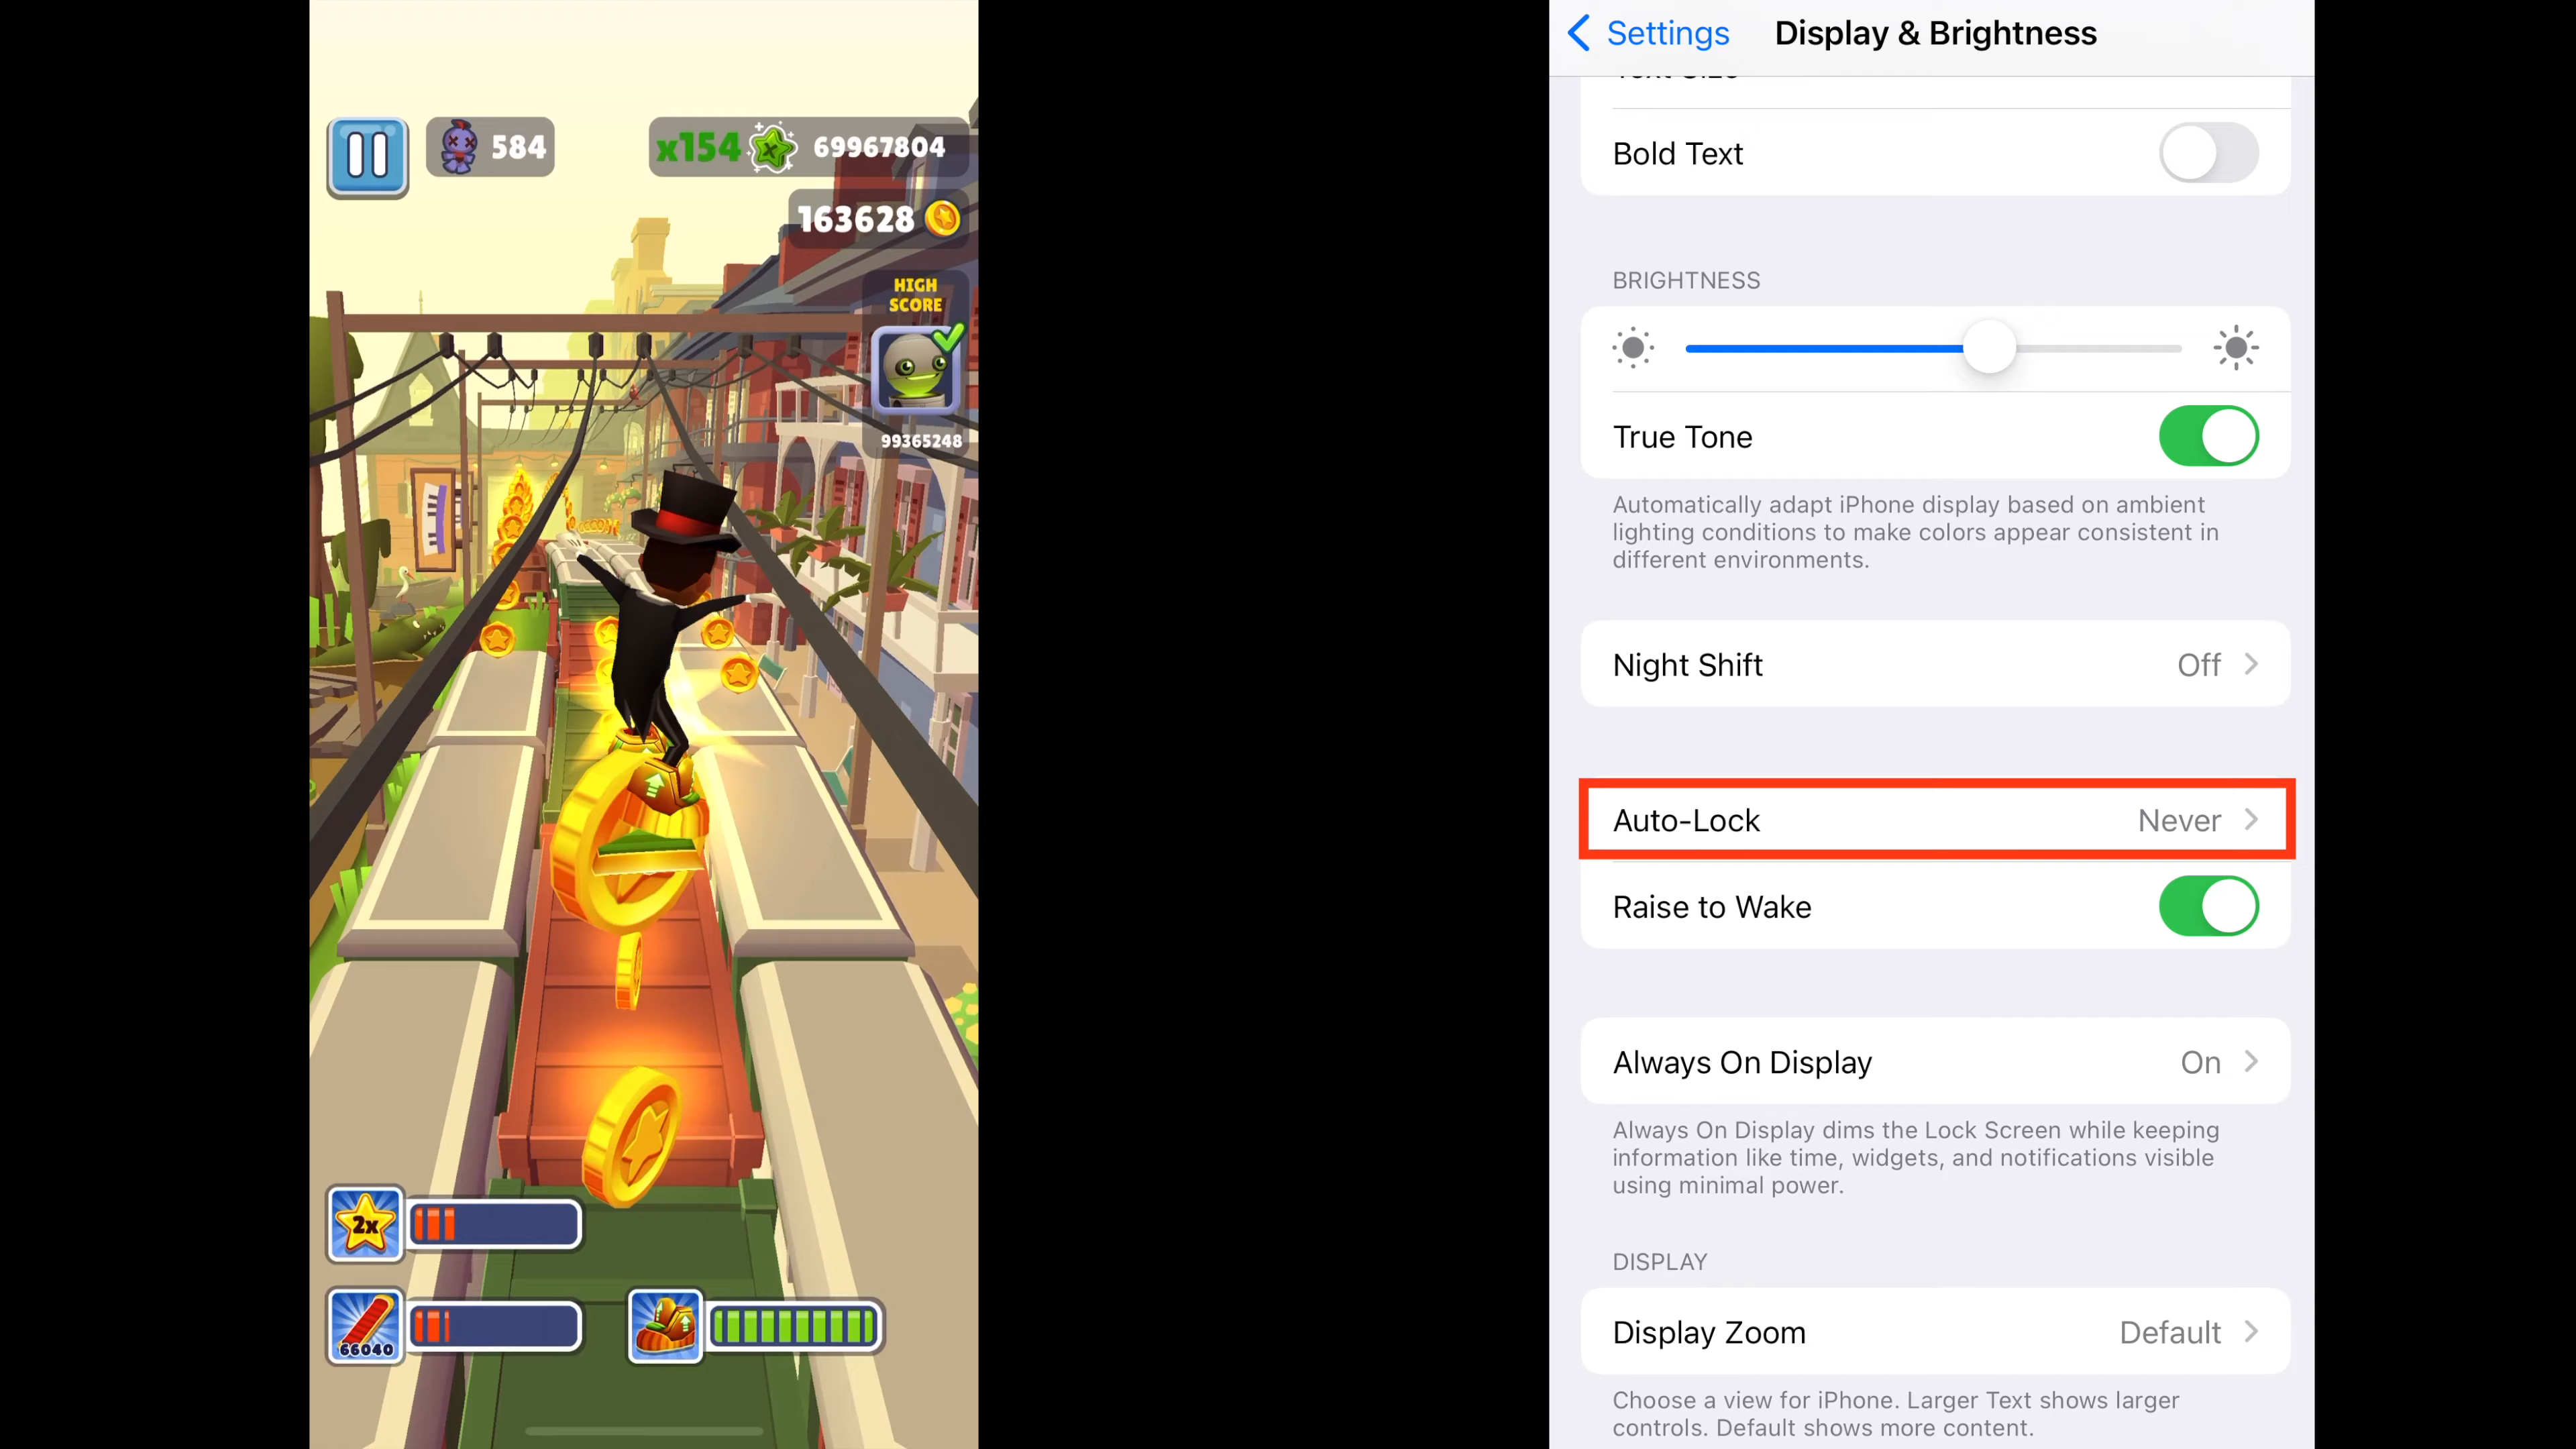 584
x154
69967804
163628
HIGH
SCORE
99365248
2x
66040
Settings
Display & Brightness
Text Size
Bold Text
BRIGHTNESS
True Tone
Automatically adapt iPhone display based on ambient
lighting conditions to make colors appear consistent in
different environments.
Night Shift
Off
Auto-Lock
Never
Raise to Wake
Always On Display
On
Always On Display dims the Lock Screen while keeping
information like time, widgets, and notifications visible
using minimal power.
DISPLAY
Display Zoom
Default
Choose a view for iPhone. Larger Text shows larger
controls. Default shows more content.